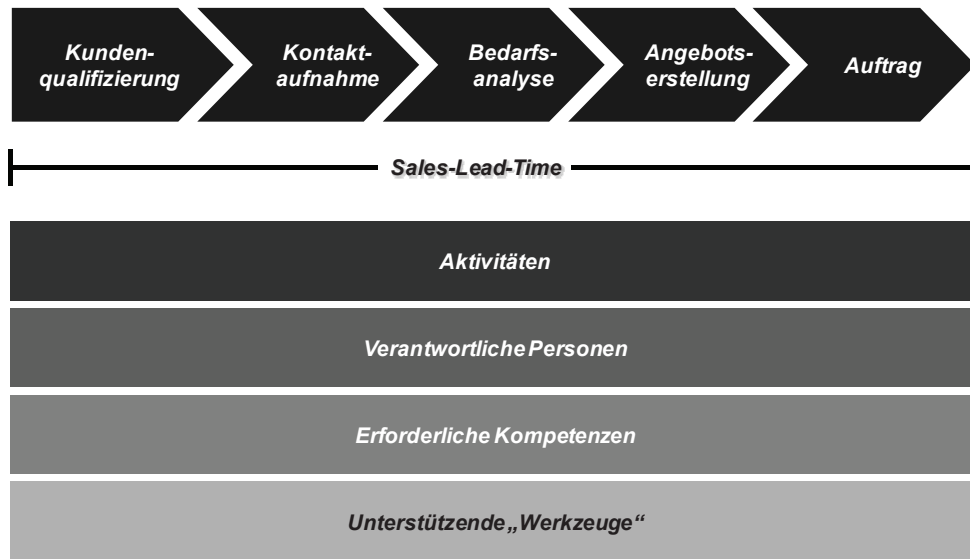 Kunden-
qualifizierung
Kontakt-
aufnahme
Bedarfs-
analyse
Angebots-
erstellung
Auftrag
Sales-Lead-Time
Aktivitäten
Verantwortliche Personen
Erforderliche Kompetenzen
Unterstützende „Werkzeuge“